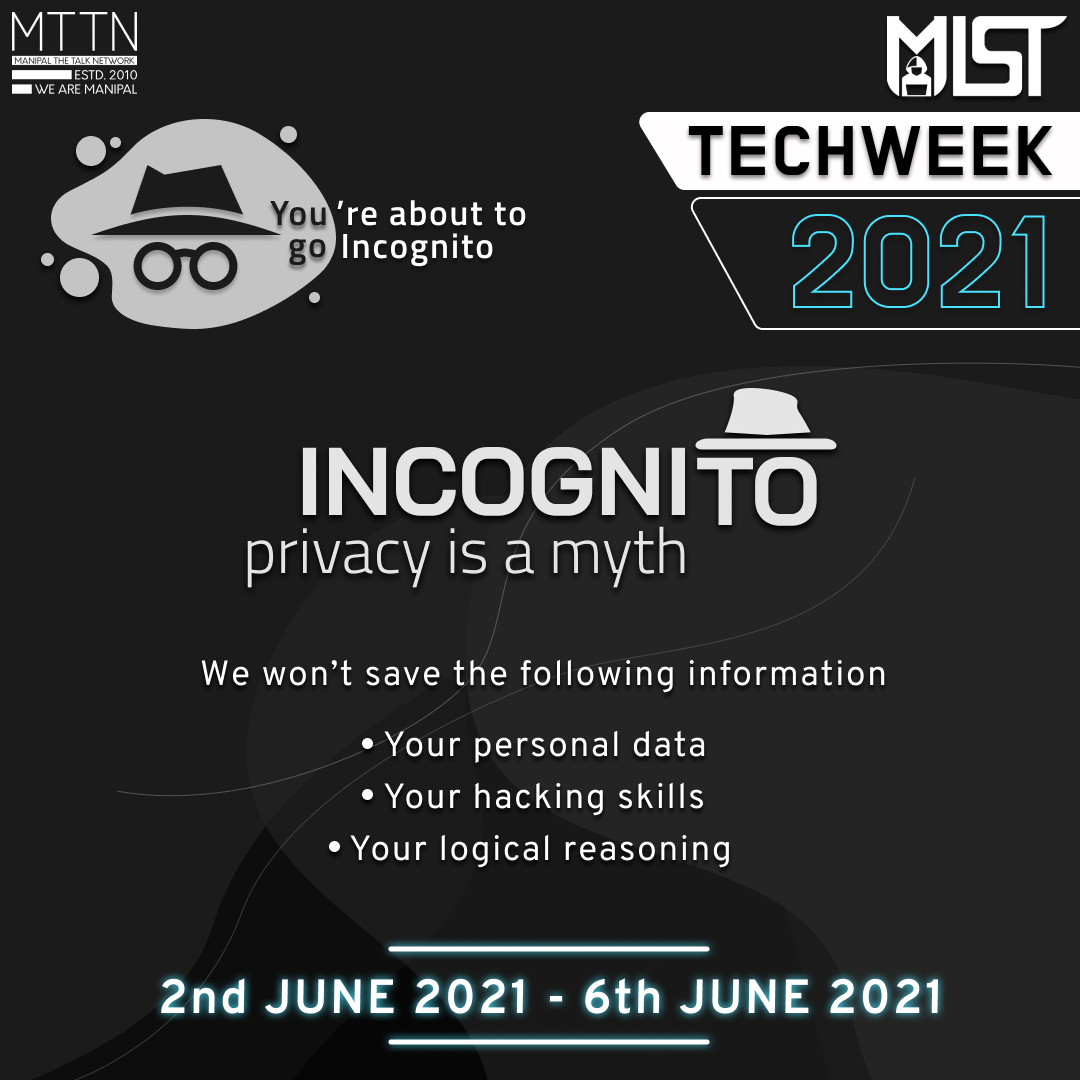 MTTN
MANIPAL THE TALK NETWORK
ESTD. 2010
WE ARE MANIPAL
MIST
TECHWEEK
2021
You're about to
go Incognito
INCOGNITO
privacy is a myth
We won't save the following information
• Your personal data
• Your hacking skills
• Your logical reasoning
2nd JUNE 2021 - 6th JUNE 2021